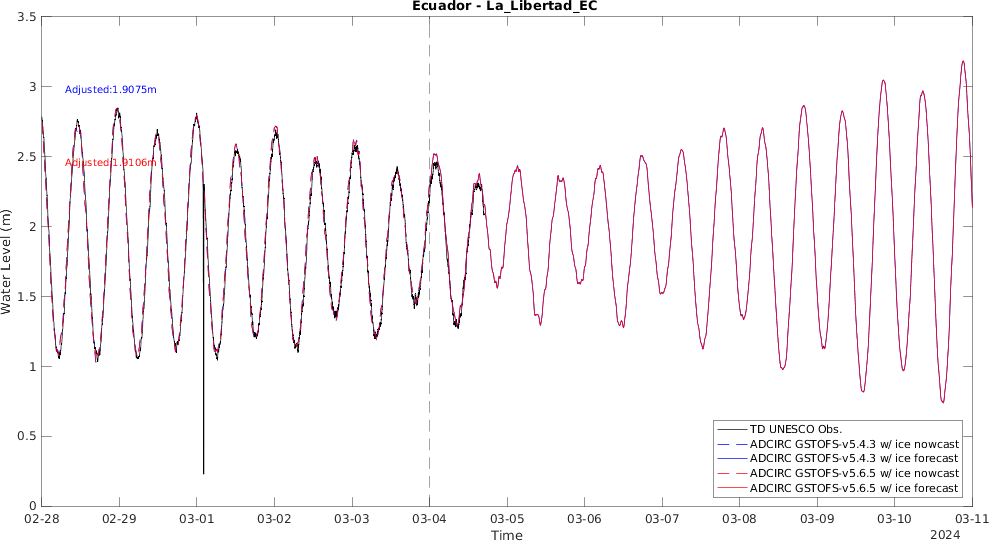 Ecuador - La_Libertad_EC
3.5
3
2.5
2
1.5
1
0.5
0
Water Level (m)
Adjusted:1.9075m
Adjusted:1.9106m
TD UNESCO Obs.
ADCIRC GSTOFS-v5.4.3 w/ ice nowcast
ADCIRC GSTOFS-v5.4.3 w/ ice forecast
ADCIRC GSTOFS-v5.6.5 w/ ice nowcast
ADCIRC GSTOFS-v5.6.5 w/ ice forecast
02-28 02-29 03-01 03-02 03-03 03-04 03-05 03-06 03-07 03-08 03-09 03-10 03-11
Time
2024